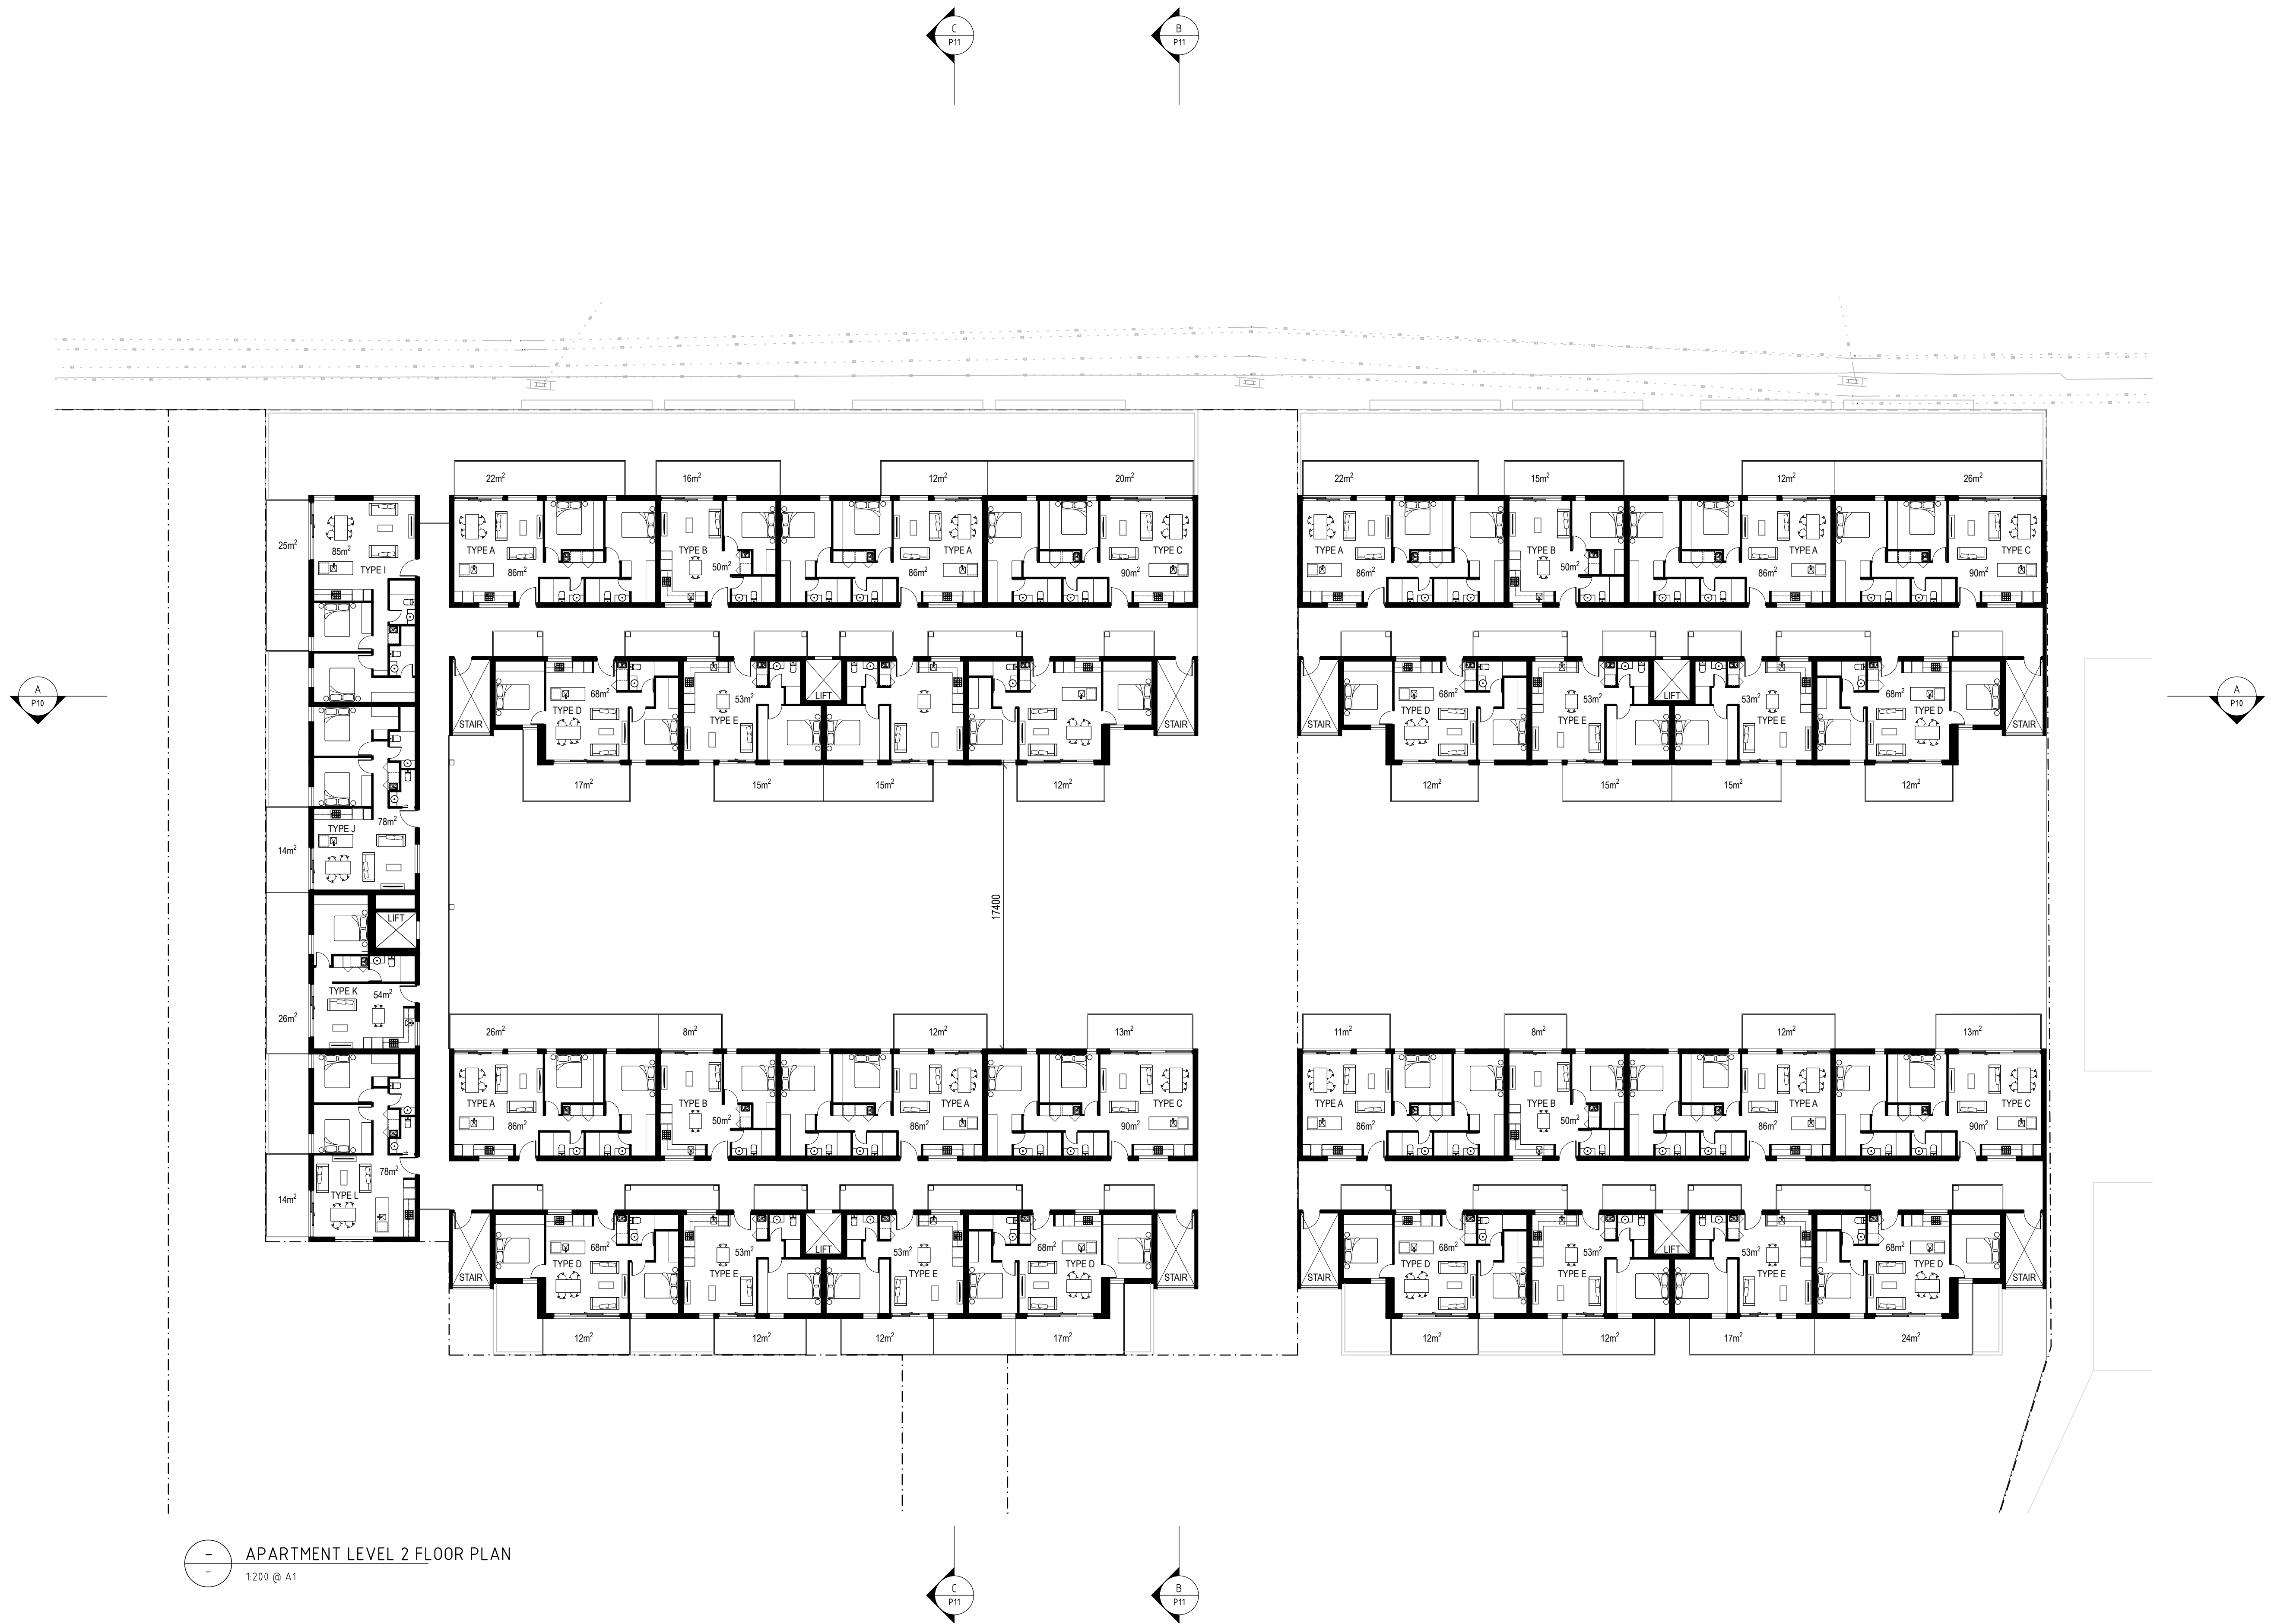 C
P11
B
P11
22m²
16m²
12m²
20m²
22m²
15m²
12m²
26m²
25m²
85m²
TYPE I
TYPE A
86m²
TYPE B
50m²
TYPE A
86m²
TYPE C
90m²
TYPE A
86m²
TYPE B
50m²
TYPE A
86m²
TYPE C
90m²
A
P10
STAIR
68m²
TYPE D
53m²
TYPE E
LIFT
STAIR
STAIR
68m²
TYPE D
53m²
TYPE E
LIFT
53m²
TYPE E
68m²
TYPE D
STAIR
A
P10
17m²
15m²
15m²
12m²
12m²
15m²
15m²
12m²
78m²
TYPE J
14m²
LIFT
17400
TYPE K
54m²
26m²
26m²
8m²
12m²
13m²
11m²
8m²
12m²
13m²
TYPE A
86m²
TYPE B
50m²
TYPE A
86m²
TYPE C
90m²
TYPE A
86m²
TYPE B
50m²
TYPE A
86m²
TYPE C
90m²
78m²
TYPE L
14m²
STAIR
68m²
TYPE D
53m²
TYPE E
LIFT
53m²
TYPE E
68m²
TYPE D
STAIR
STAIR
68m²
TYPE D
53m²
TYPE E
LIFT
53m²
TYPE E
68m²
TYPE D
STAIR
12m²
12m²
12m²
17m²
12m²
12m²
17m²
24m²
APARTMENT LEVEL 2 FLOOR PLAN
1:200 @ A1
C
P11
B
P11